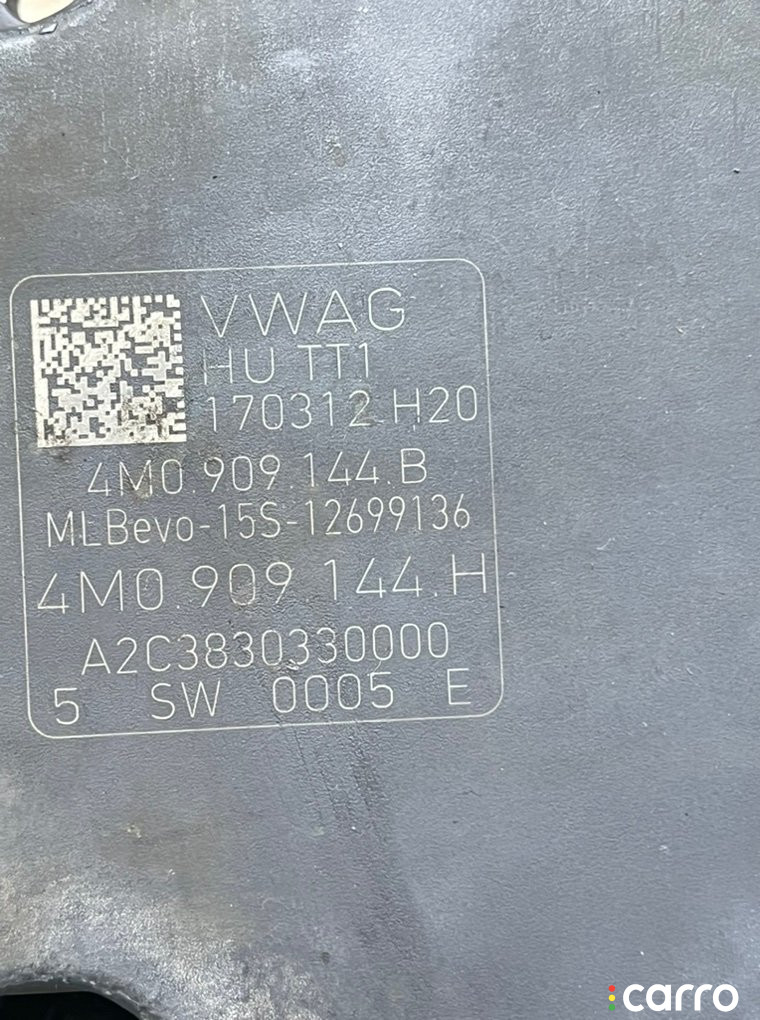 VWAG
HU TT1
170312 H20
4M0.909.144.B
MLBevo-15S-12699136
4M0.909.144.H
A2C3830330000
5 SW 0005 E
carro